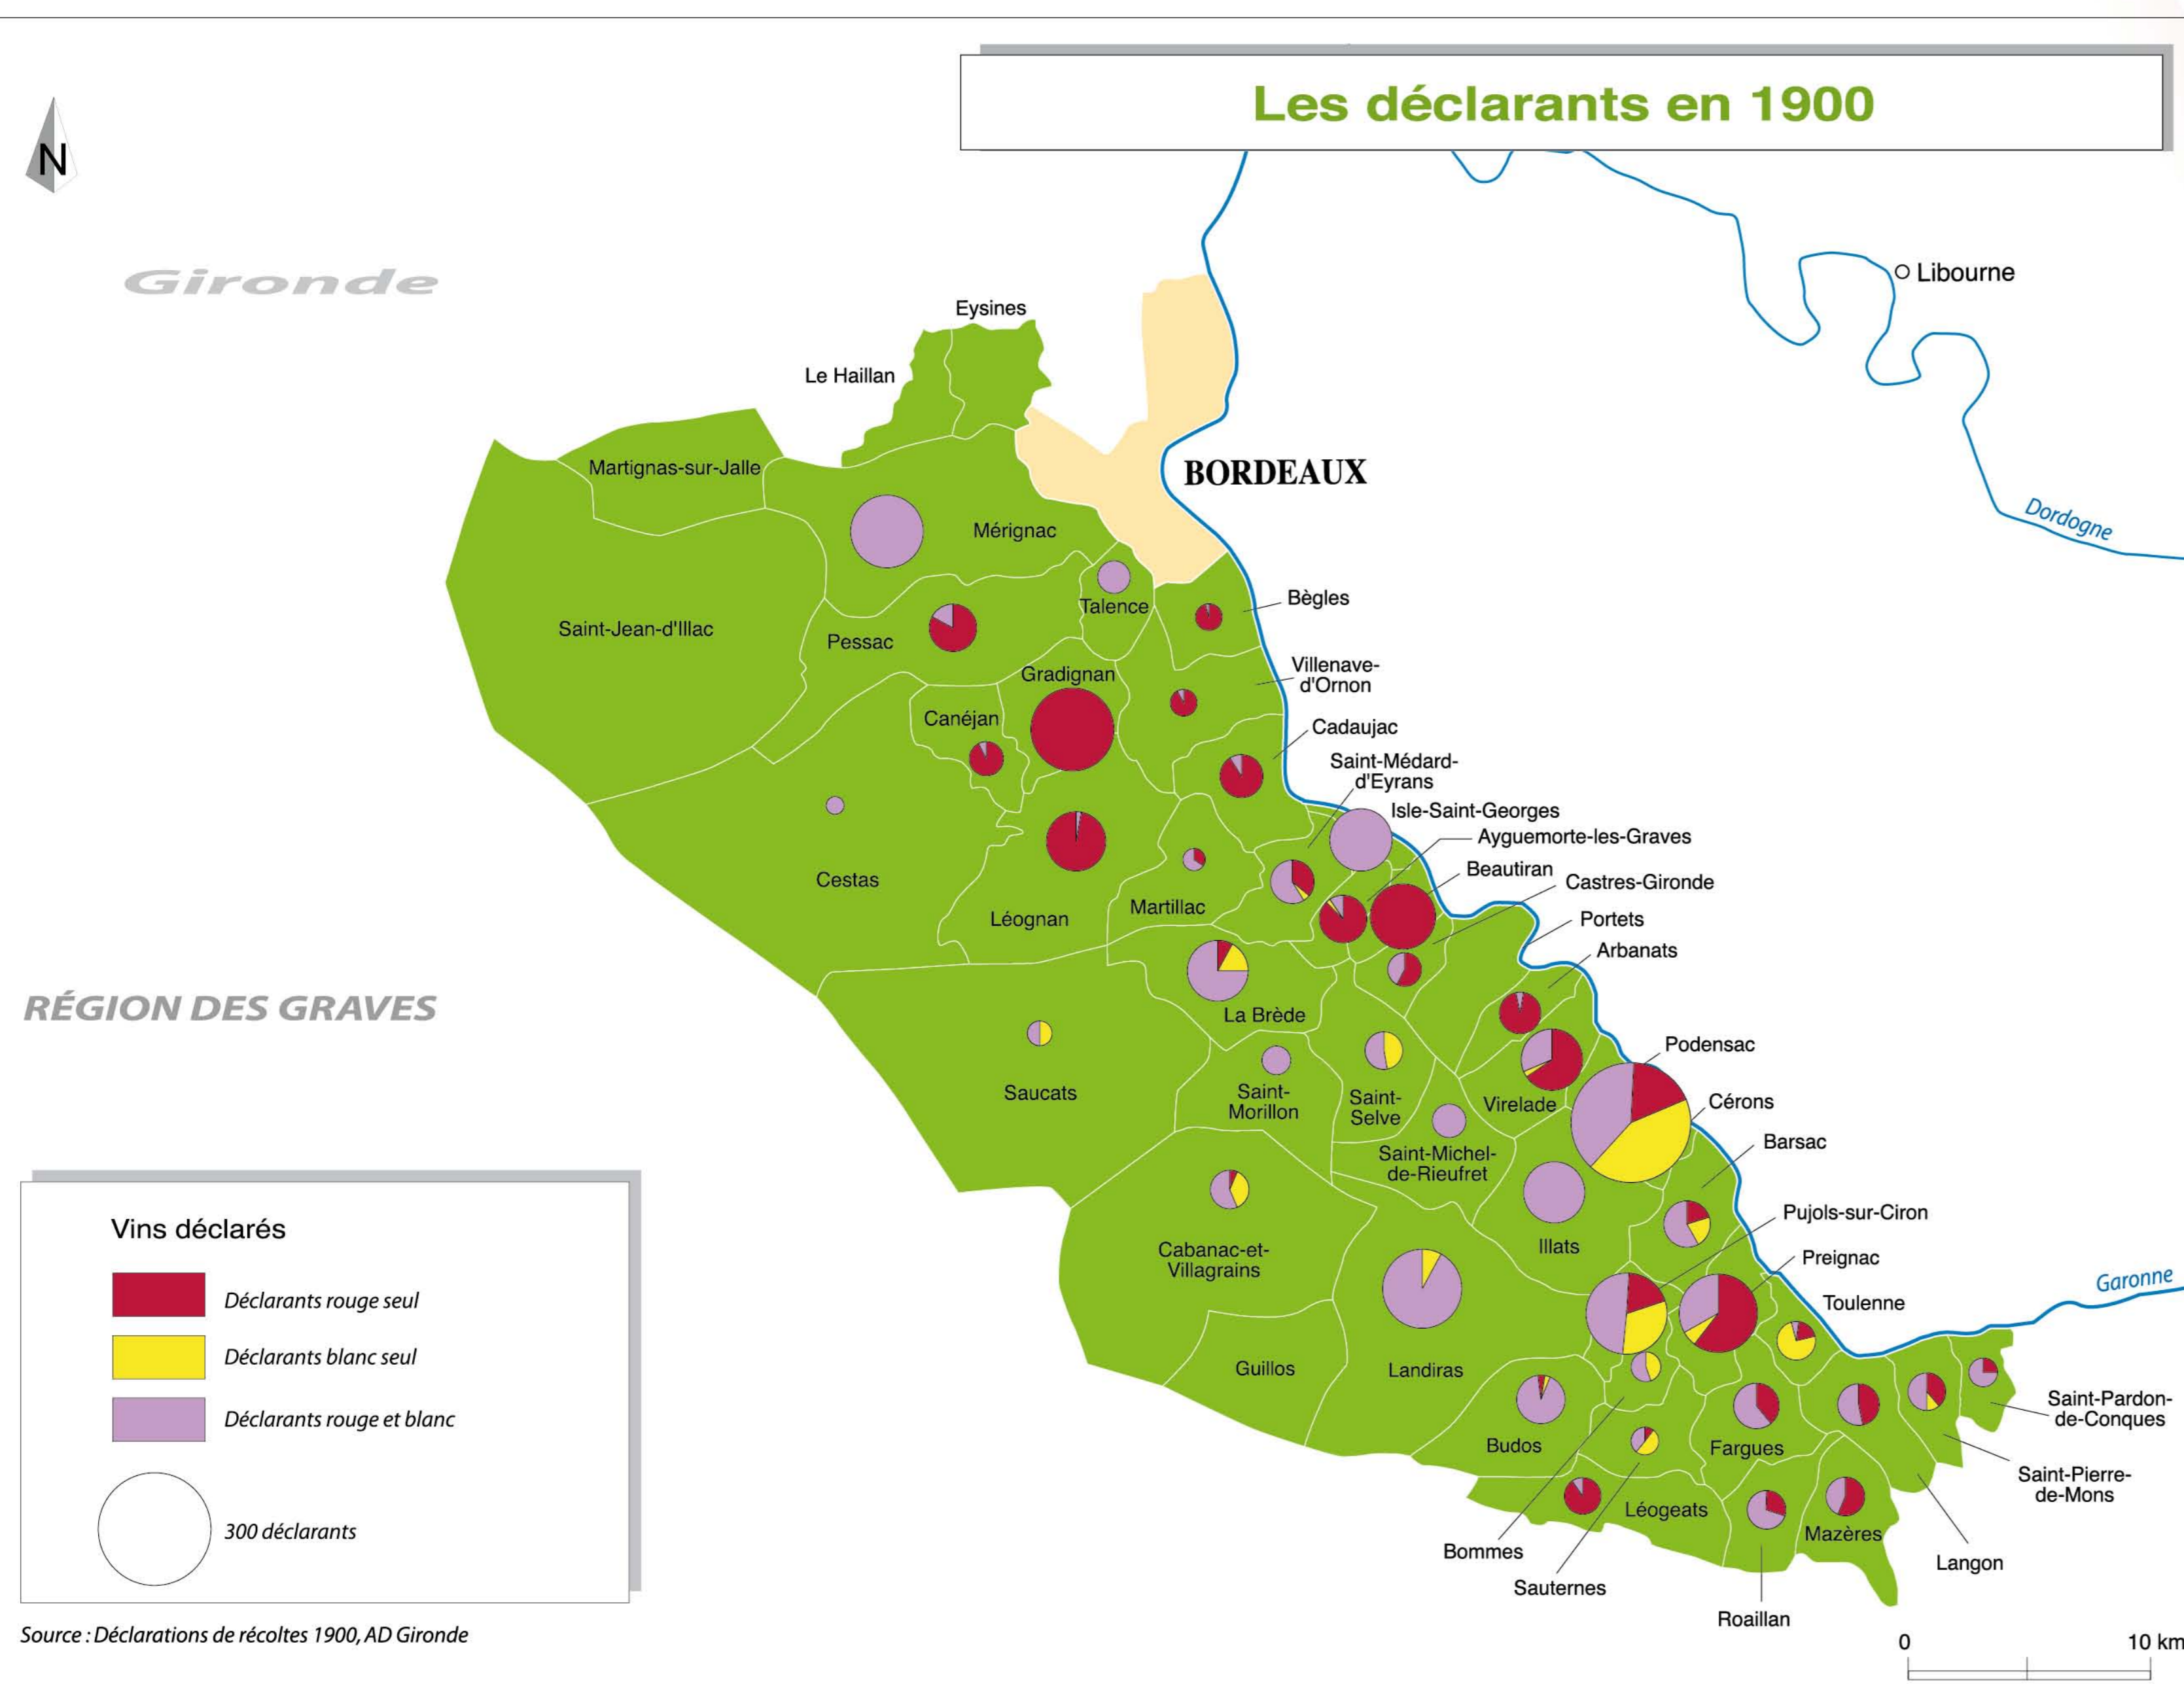 Les déclarants en 1900
N
Gironde
Libourne
Eysines
Le Haillan
Martignas-sur-Jalle
BORDEAUX
Dordogne
Mérignac
Talence
Bègles
Saint-Jean-d'Illac
Pessac
Gradignan
Villenave-
d'Ornon
Canéjan
Cadaujac
Saint-Médard-
d'Eyrans
Isle-Saint-Georges
Ayguemorte-les-Graves
Beautiran
Castres-Gironde
Cestas
Léognan
Martillac
Portets
Arbanats
RÉGION DES GRAVES
La Brède
Podensac
Saucats
Saint-
Morillon
Saint-
Selve
Virelade
Cérons
Barsac
Saint-Michel-
de-Rieufret
Pujols-sur-Ciron
Cabanac-et-
Villagrains
Illats
Preignac
Garonne
Toulenne
Guillos
Landiras
Saint-Pardon-
de-Conques
Budos
Fargues
Saint-Pierre-
de-Mons
Léogeats
Mazères
Bommes
Langon
Sauternes
Roaillan
Vins déclarés
Déclarants rouge seul
Déclarants blanc seul
Déclarants rouge et blanc
300 déclarants
Source : Déclarations de récoltes 1900, AD Gironde
0 10 km